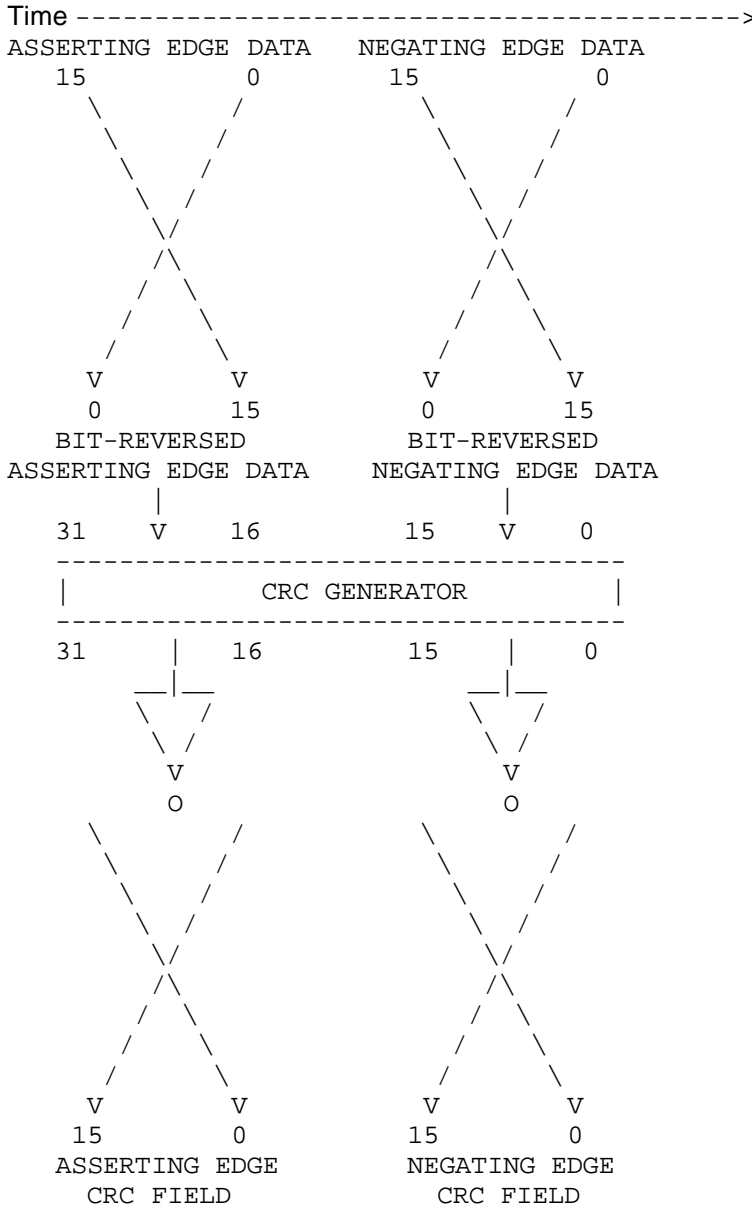 Time ------------------------------------------>
ASSERTING EDGE DATA NEGATING EDGE DATA
15 0 15 0
V V V V
0 15 0 15
BIT-REVERSED BIT-REVERSED
ASSERTING EDGE DATA NEGATING EDGE DATA
31 V 16 15 V 0
CRC GENERATOR
31 16 15 0
V V
O O
V V V V
15 0 15 0
ASSERTING EDGE NEGATING EDGE
CRC FIELD CRC FIELD